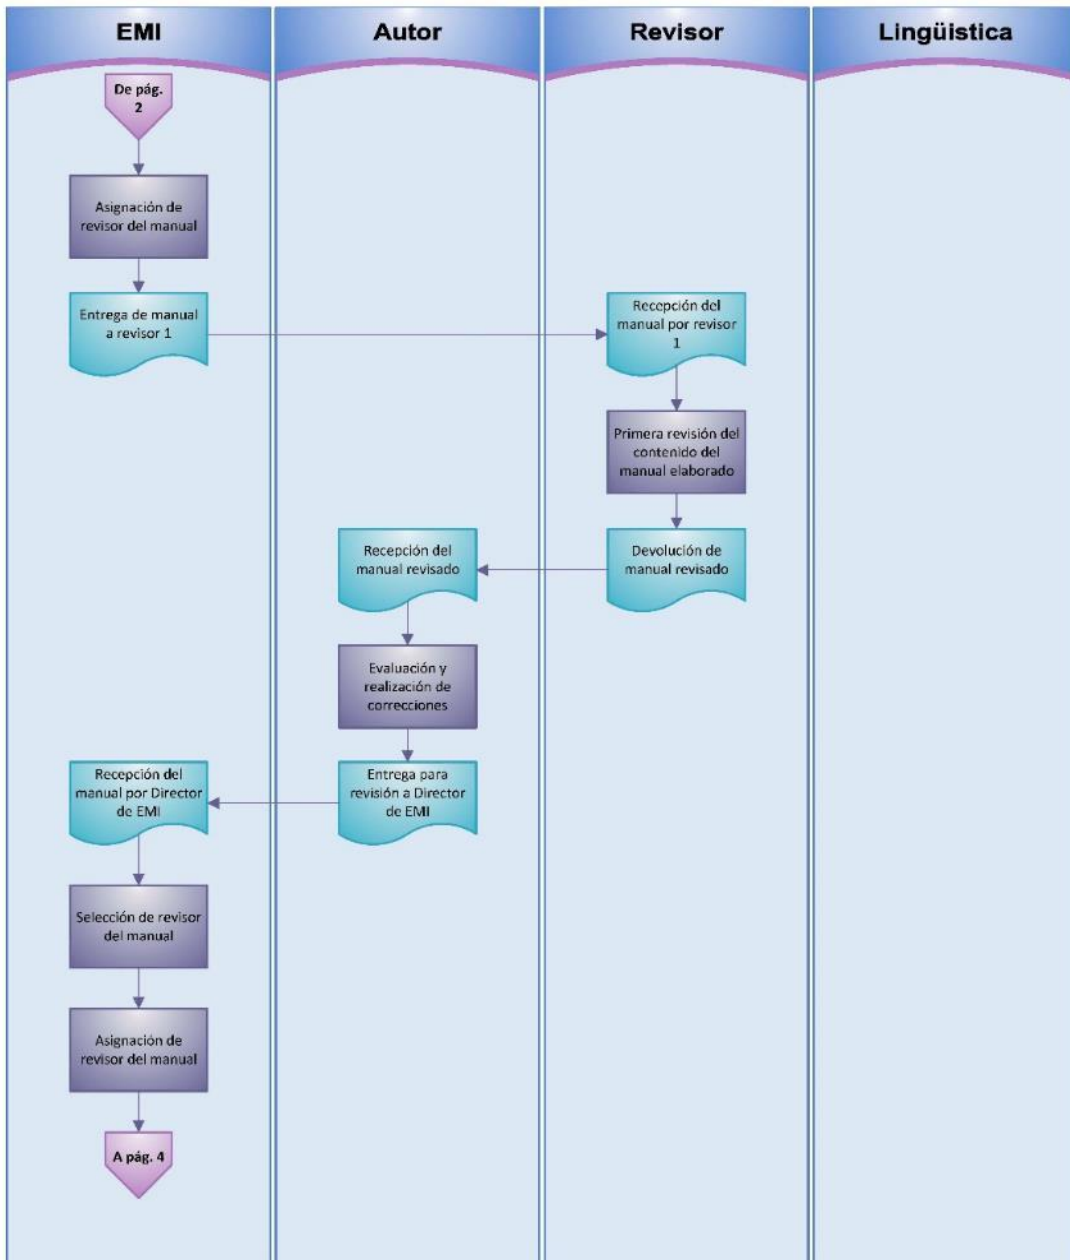 EMI
Autor
Revisor
Lingüistica
De pág.
2
Asignación de
revisor del manual
Entrega de manual
a revisor 1
Recepción del
manual por revisor
1
Primera revisión del
contenido del
manual elaborado
Devolución de
manual revisado
Recepción del
manual revisado
Evaluación y
realización de
correcciones
Entrega para
revisión a Director
de EMI
Recepción del
manual por Director
de EMI
Selección de revisor
del manual
Asignación de
revisor del manual
A pág. 4